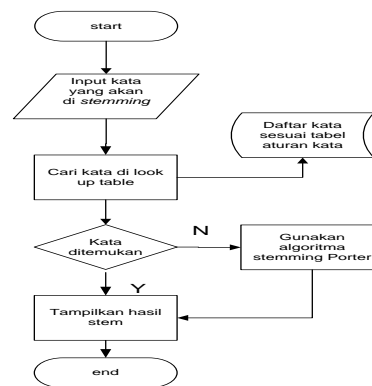 start
Input kata
yang akan
di stemming
Daftar kata
sesuai tabel
aturan kata
Cari kata di look
up table
Kata
ditemukan
N
Gunakan
algoritma
stemming Porter
Y
Tampilkan hasil
stem
end